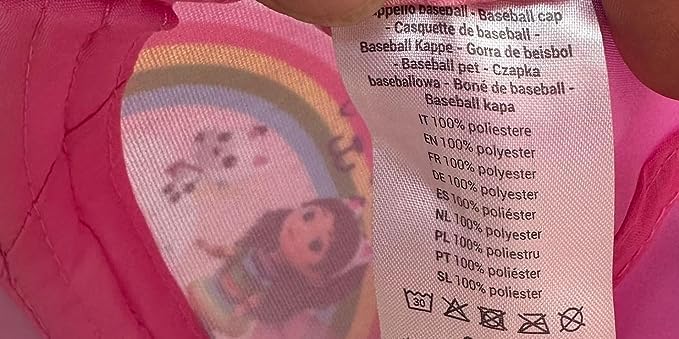 appello baseball - Baseball cap
- Casquette de baseball -
Baseball Kappe - Gorra de beisbol
- Baseball pet - Czapka
baseballowa - Boné de baseball -
Baseball kapa
IT 100% poliestere
EN 100% polyester
FR 100% polyester
DE 100% polyester
ES 100% poliéster
NL 100% polyester
PL 100% poliestru
PT 100% poliéster
SL 100% poliester
30